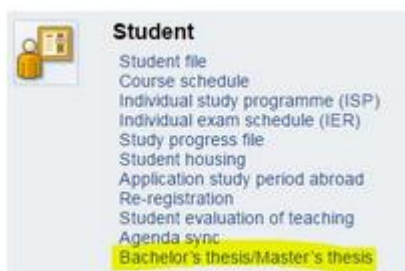 Student
Student file
Course schedule
Individual study programme (ISP)
Individual exam schedule (IER)
Study progress file
Student housing
Application study period abroad
Re-registration
Student evaluation of teaching
Agenda sync
Bachelor's thesis/Master's thesis